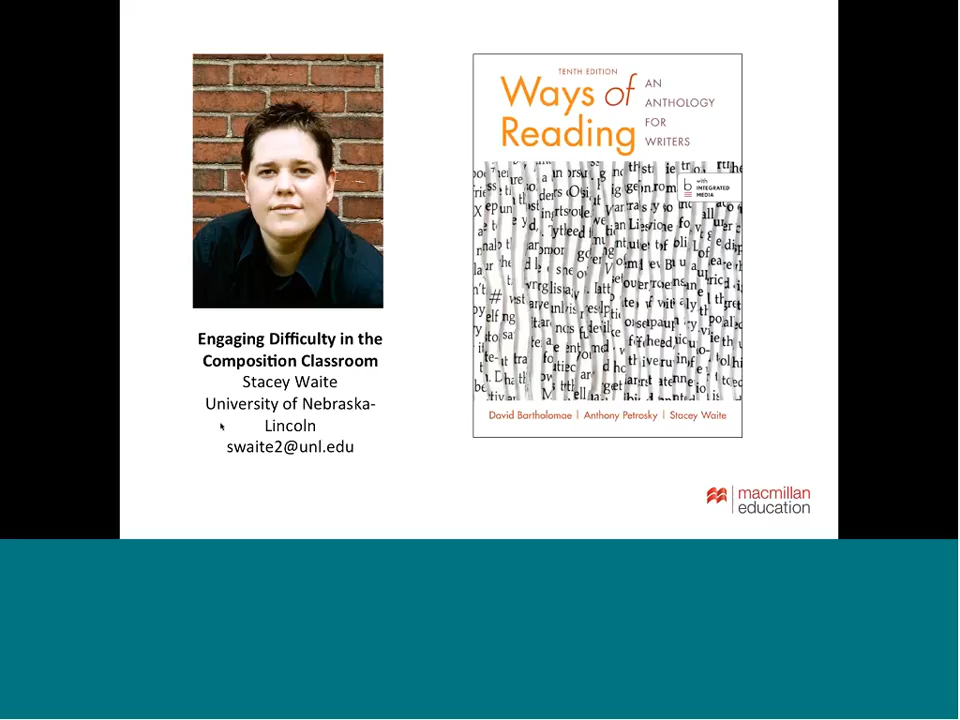 Engaging Difficulty in the
Composition Classroom
Stacey Waite
University of Nebraska-
Lincoln
swaite2@unl.edu
TENTH EDITION
Ways of
Reading
AN
ANTHOLOGY
FOR
WRITERS
b
with
INTEGRATED
MEDIA
David Bartholomae | Anthony Petrosky | Stacey Waite
macmillan
education